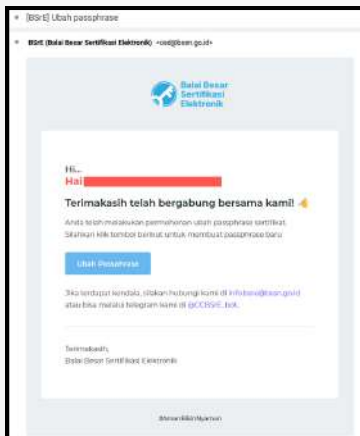 [BSrE] Ubah passphrase
BSrE (Balai Besar Sertifikasi Elektronik)
Balai Besar
Sertifikasi
Elektronik
Hi...
Hai
Terimakasih telah bergabung bersama kami!
Anda telah melakukan permohonan ubah passphrase sertifikat.
Silahkan klik tombol berikut untuk membuat passphrase baru
Ubah Passphrase
Jika terdapat kendala, silakan hubungi kami di
atau bisa melalui telegram kami di @CCBSrE_bot.
Terimakasih,
Balai Besar Sertifikasi Elektronik